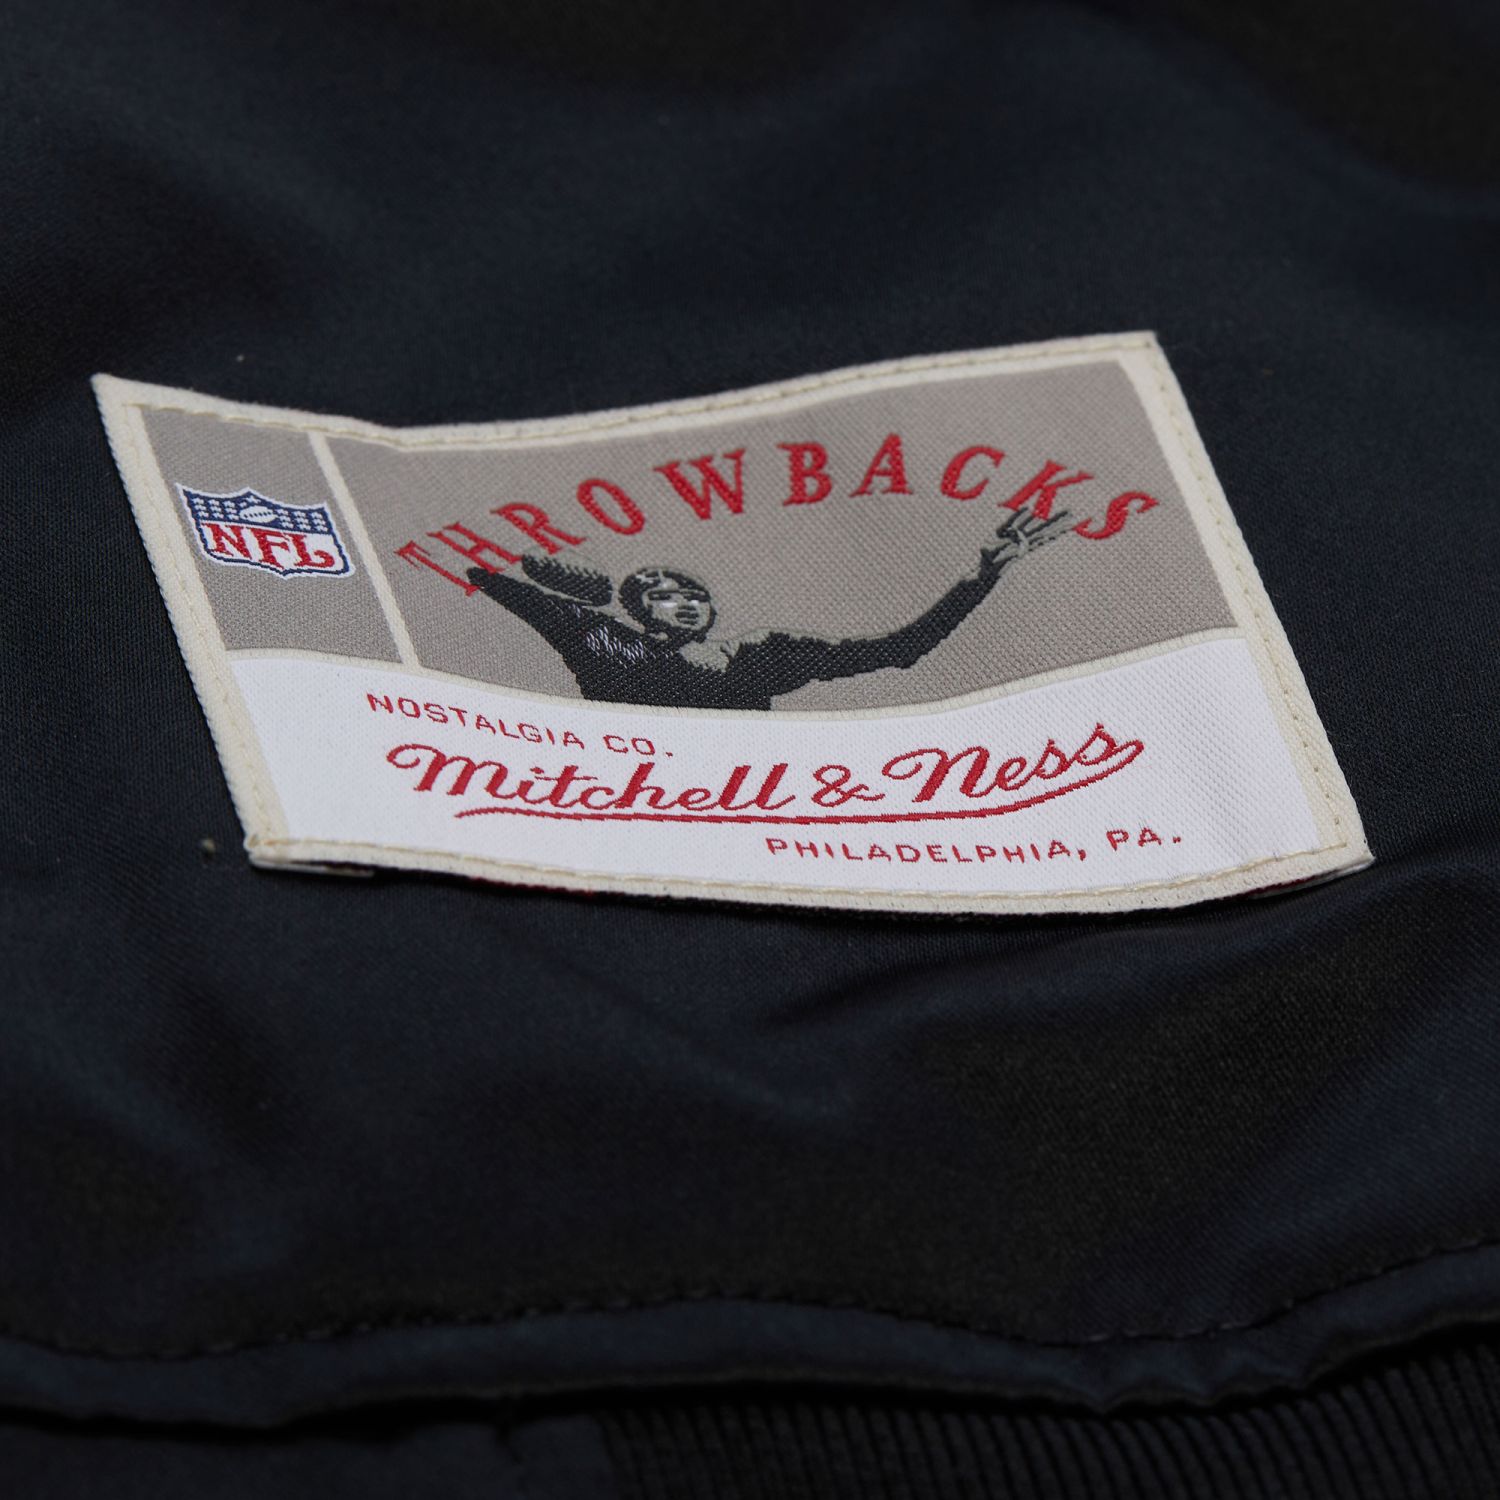 THROWBACKS
NFL
NOSTALGIA CO.
Mitchell & Ness
PHILADELPHIA, PA.